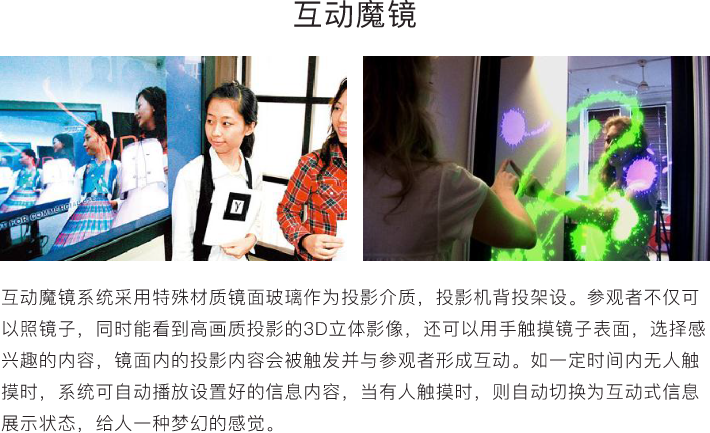 互动魔镜
OT FOR COMMERCIAL
Y
互动魔镜系统采用特殊材质镜面玻璃作为投影介质，投影机背投架设。参观者不仅可
以照镜子，同时能看到高画质投影的3D立体影像，还可以用手触摸镜子表面，选择感
兴趣的内容，镜面内的投影内容会被触发并与参观者形成互动。如一定时间内无人触
摸时，系统可自动播放设置好的信息内容，当有人触摸时，则自动切换为互动式信息
展示状态，给人一种梦幻的感觉。